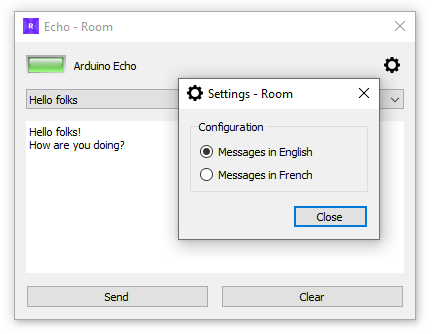 R Echo - Room
Arduino Echo
Hello folks
Hello folks!
How are you doing?
Send
Clear
Settings - Room
Configuration
Messages in English
Messages in French
Close